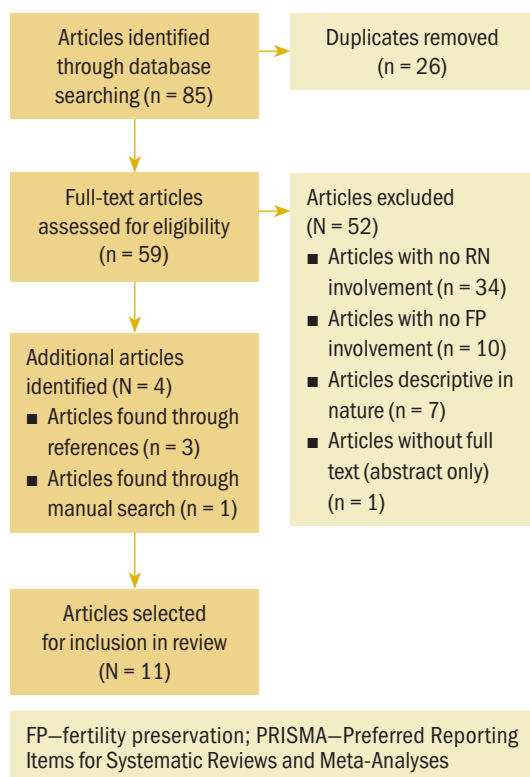 Articles identified
through database
searching (n = 85)
Duplicates removed
(n = 26)
Full-text articles
assessed for eligibility
(n = 59)
Articles excluded
(N = 52)
■ Articles with no RN
involvement (n = 34)
■ Articles with no FP
involvement (n = 10)
■ Articles descriptive in
nature (n = 7)
■ Articles without full
text (abstract only)
(n = 1)
Additional articles
identified (N = 4)
■ Articles found through
references (n = 3)
■ Articles found through
manual search (n = 1)
Articles selected
for inclusion in review
(N = 11)
FP—fertility preservation; PRISMA—Preferred Reporting
Items for Systematic Reviews and Meta-Analyses